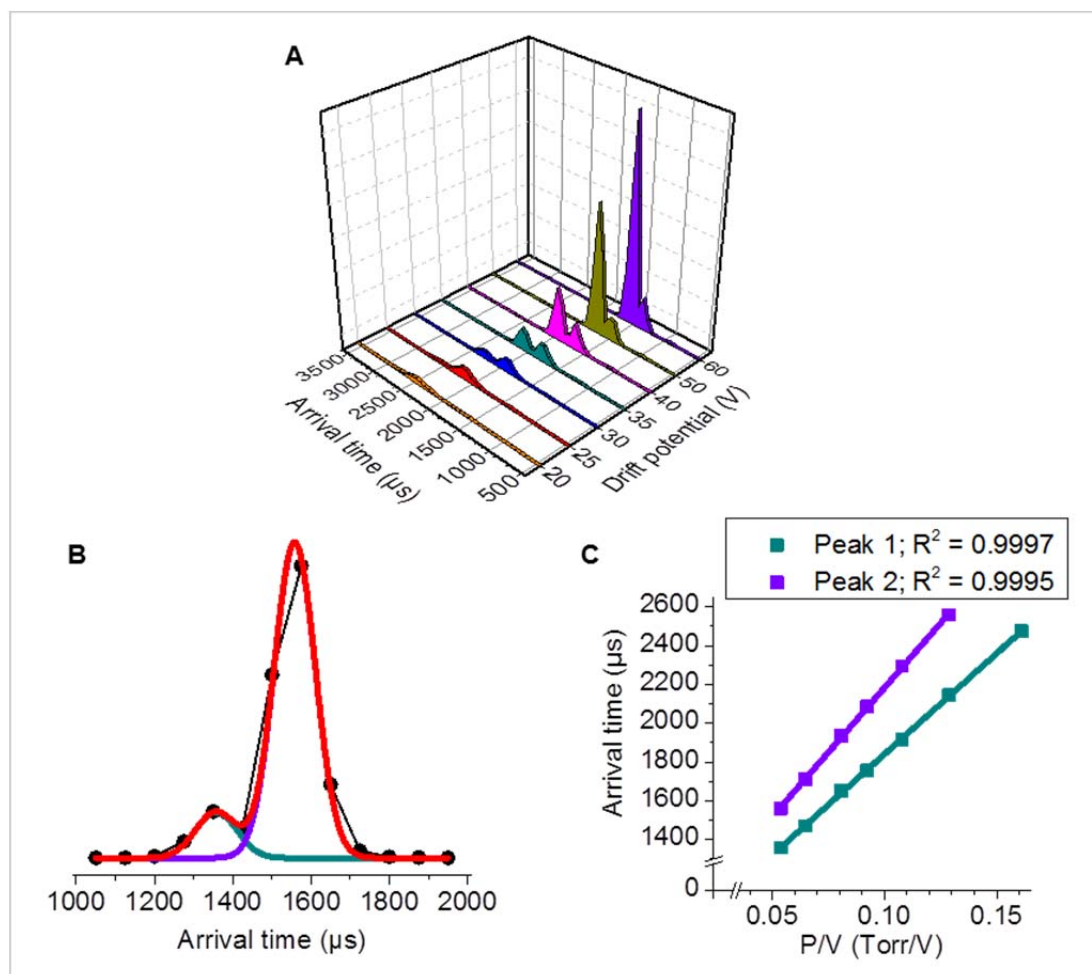 A
3500
3000
2500
2000
1500
1000
500
Arrival time (µs)
20
25
30
35
40
50
60
Drift potential (V)
B
1000 1200 1400 1600 1800 2000
Arrival time (µs)
C
Peak 1; R² = 0.9997
Peak 2; R² = 0.9995
2600
2400
2200
2000
1800
1600
1400
0
Arrival time (µs)
0.05 0.10 0.15
P/V (Torr/V)